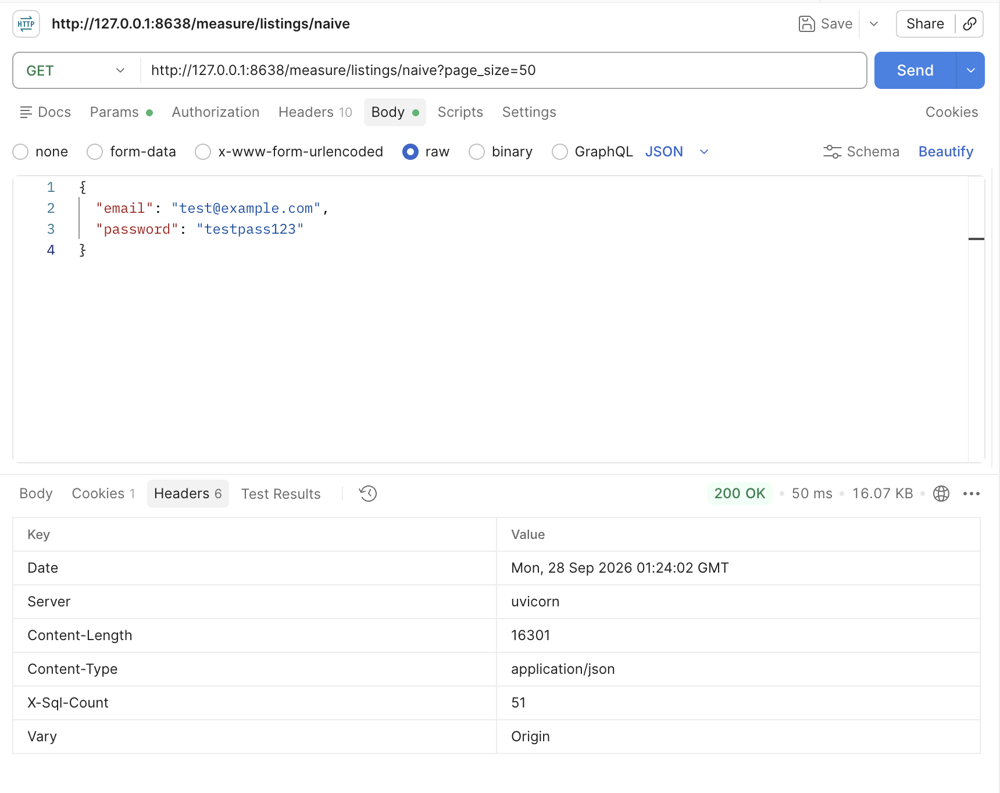 HTTP http://127.0.0.1:8638/measure/listings/naive Save Share
GET http://127.0.0.1:8638/measure/listings/naive?page_size=50 Send
Docs Params Authorization Headers 10 Body Scripts Settings Cookies
none form-data x-www-form-urlencoded raw binary GraphQL JSON Schema Beautify
1 {
2 "email": "test@example.com",
3 "password": "testpass123"
4 }
Body Cookies 1 Headers 6 Test Results 200 OK • 50 ms • 16.07 KB •
Key Value
Date Mon, 28 Sep 2026 01:24:02 GMT
Server uvicorn
Content-Length 16301
Content-Type application/json
X-Sql-Count 51
Vary Origin